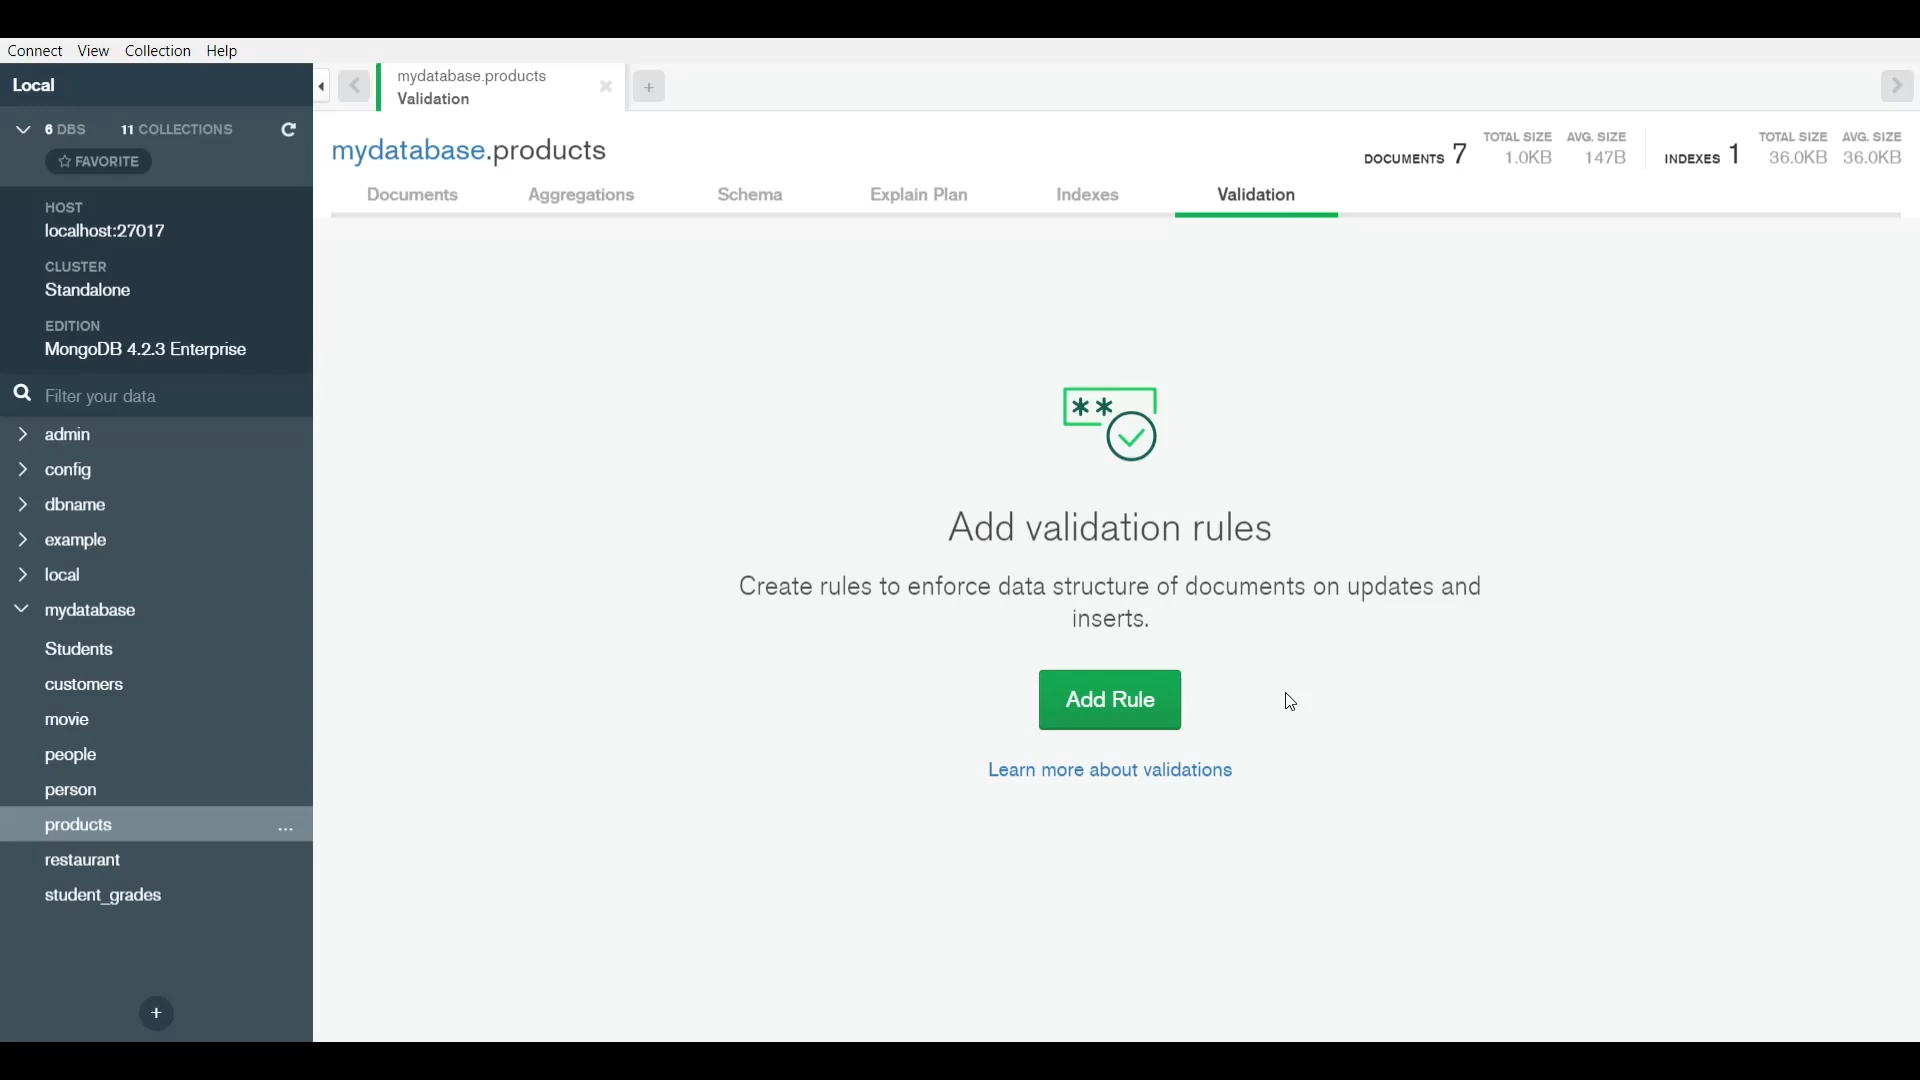 Connect View Collection Help
Local
6 DBS 11 COLLECTIONS
FAVORITE
HOST
localhost:27017
CLUSTER
Standalone
EDITION
MongoDB 4.2.3 Enterprise
Filter your data
admin
config
dbname
example
local
mydatabase
Students
customers
movie
people
person
products ...
restaurant
student_grades
+
mydatabase.products
Validation
+
mydatabase.products
DOCUMENTS 7 TOTAL SIZE 1.0KB AVG. SIZE 147B INDEXES 1 TOTAL SIZE 36.0KB AVG. SIZE 36.0KB
Documents Aggregations Schema Explain Plan Indexes Validation
**
Add validation rules
Create rules to enforce data structure of documents on updates and
inserts.
Add Rule
Learn more about validations